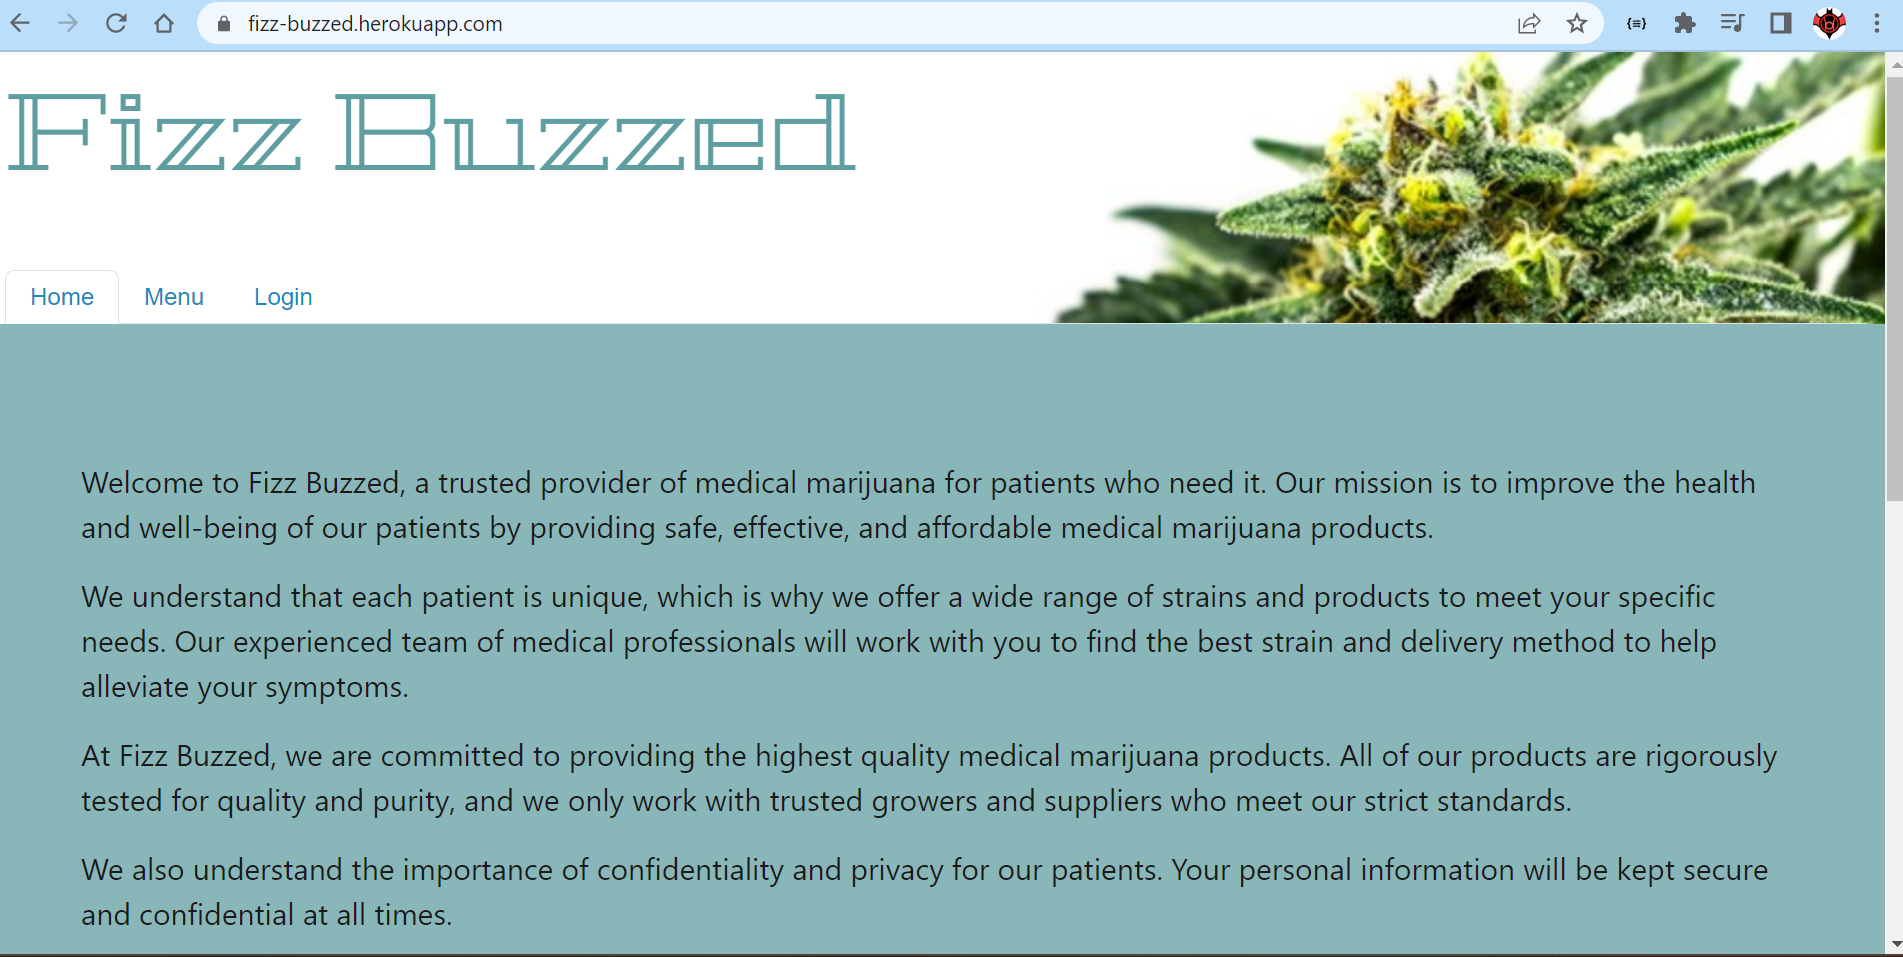 fizz-buzzed.herokuapp.com
Fizz Buzzed
Home Menu Login
Welcome to Fizz Buzzed, a trusted provider of medical marijuana for patients who need it. Our mission is to improve the health
and well-being of our patients by providing safe, effective, and affordable medical marijuana products.
We understand that each patient is unique, which is why we offer a wide range of strains and products to meet your specific
needs. Our experienced team of medical professionals will work with you to find the best strain and delivery method to help
alleviate your symptoms.
At Fizz Buzzed, we are committed to providing the highest quality medical marijuana products. All of our products are rigorously
tested for quality and purity, and we only work with trusted growers and suppliers who meet our strict standards.
We also understand the importance of confidentiality and privacy for our patients. Your personal information will be kept secure
and confidential at all times.